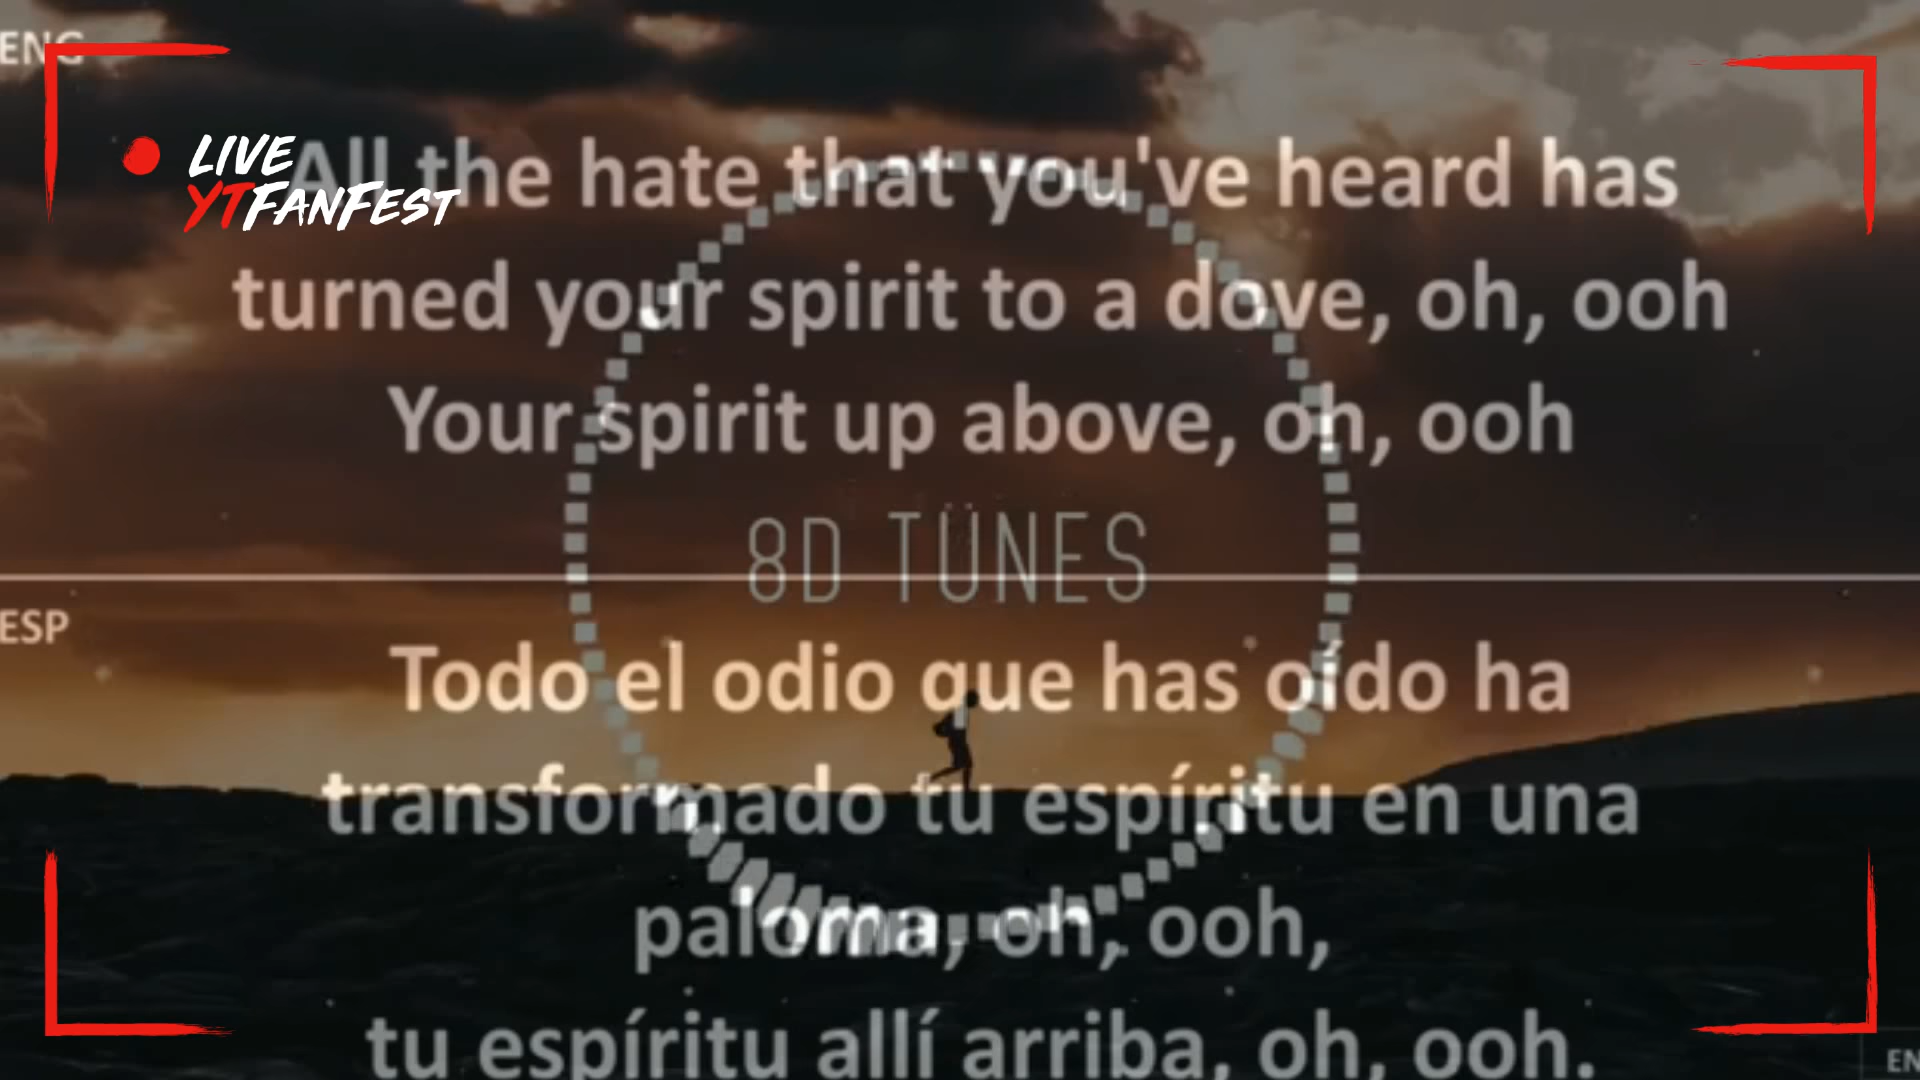 ENG
LIVE
YTFANFEST
All the hate that you've heard has
turned your spirit to a dove, oh, ooh
Your spirit up above, oh, ooh
8D TUNES
ESP
Todo el odio que has oído ha
transformado tu espíritu en una
paloma, oh, ooh,
tu espíritu allí arriba, oh, ooh.
EN